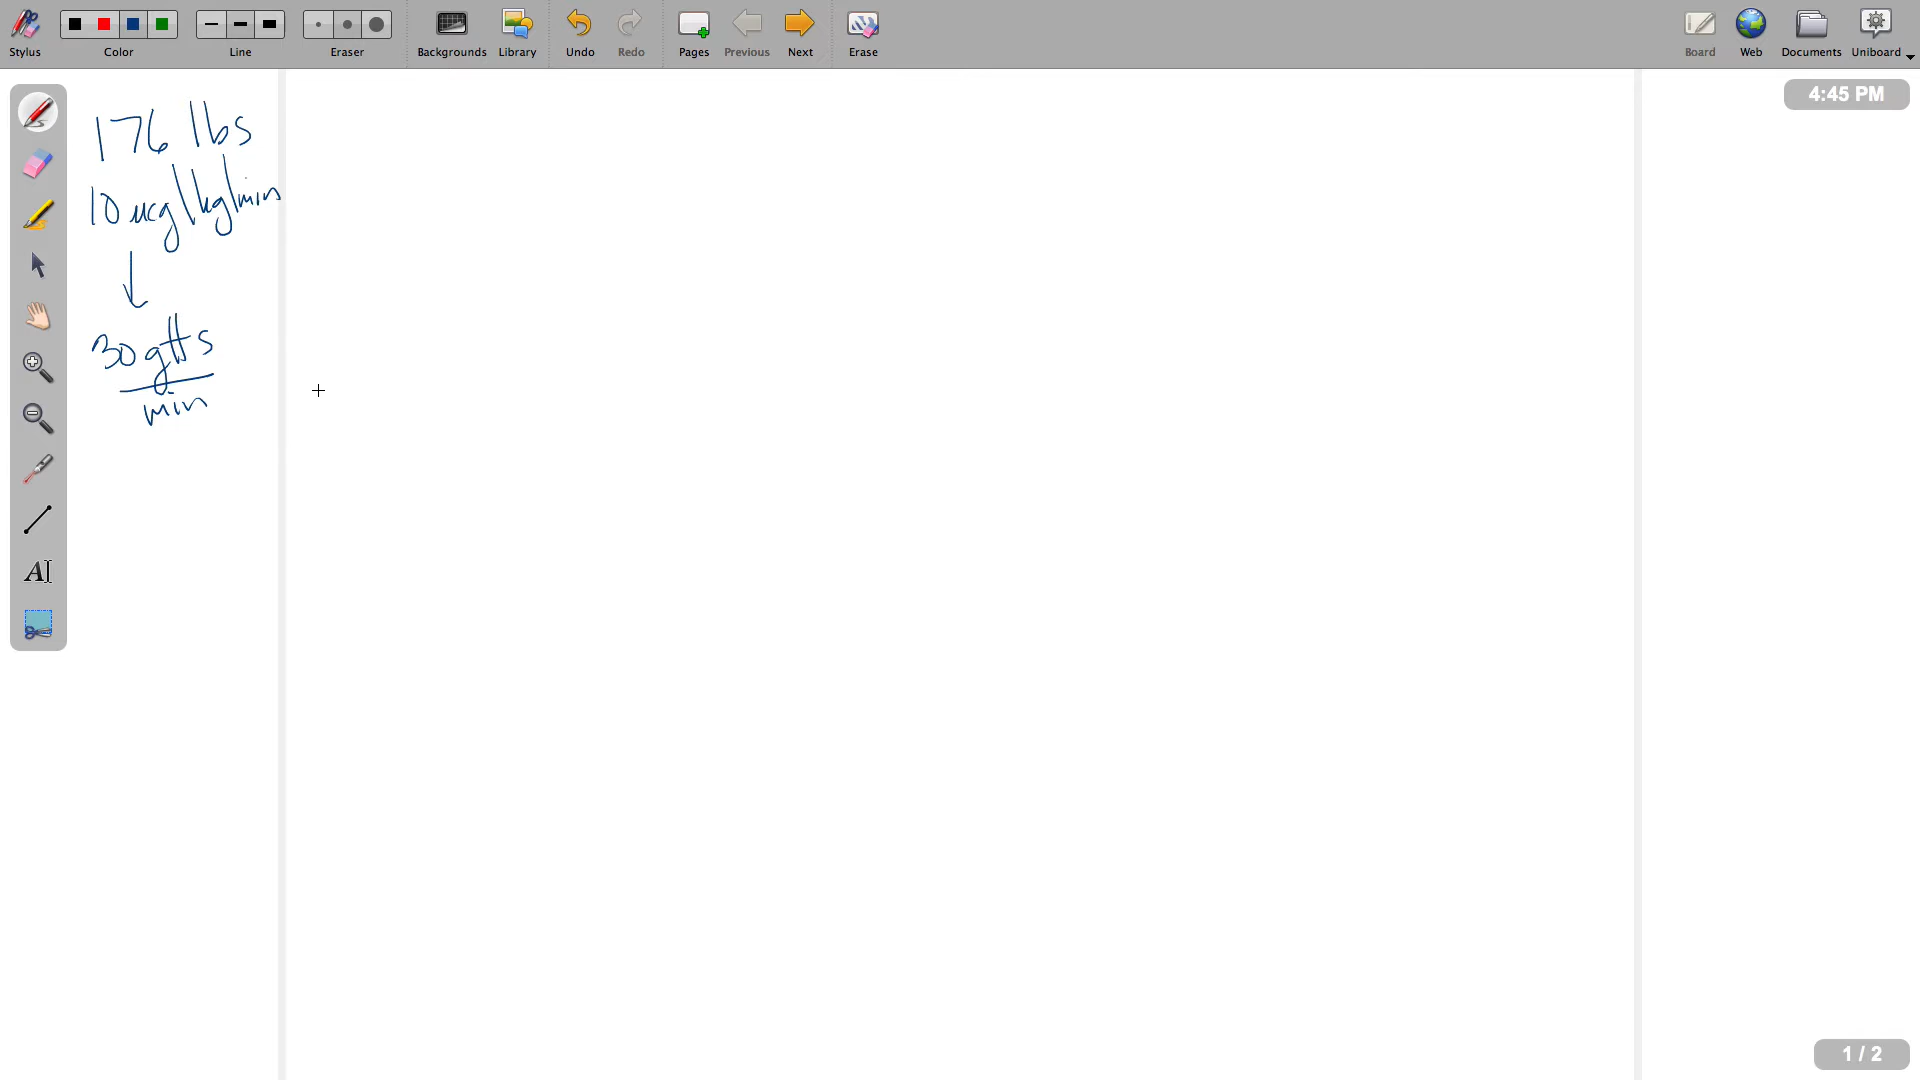 Stylus Color Line Eraser Backgrounds Library Undo Redo Pages Previous Next Erase Board Web Documents Uniboard
4:45 PM
176 lbs
10 mcg/kg/min
30 gtts
min
1 / 2